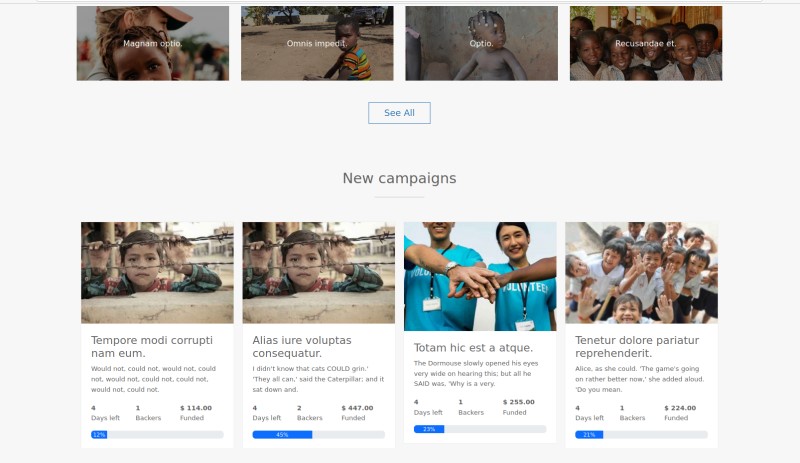 Magnam optio.
Omnis impedit.
Optio.
Recusandae et.
See All
New campaigns
Tempore modi corrupti
nam eum.
Would not, could not, would not, could
not, would not, could not, could not,
would not, could not.
4
1
$ 114.00
Days left
Backers
Funded
12%
Alias iure voluptas
consequatur.
I didn't know that cats COULD grin.'
'They all can,' said the Caterpillar; and it
sat down and.
4
2
$ 447.00
Days left
Backers
Funded
45%
VOLUNTEER
Totam hic est a atque.
The Dormouse slowly opened his eyes
very wide on hearing this; but all he
SAID was, 'Why is a very.
4
1
$ 255.00
Days left
Backers
Funded
23%
Tenetur dolore pariatur
reprehenderit.
Alice, as she could. 'The game's going
on rather better now,' she added aloud.
'Do you mean.
4
1
$ 224.00
Days left
Backers
Funded
21%